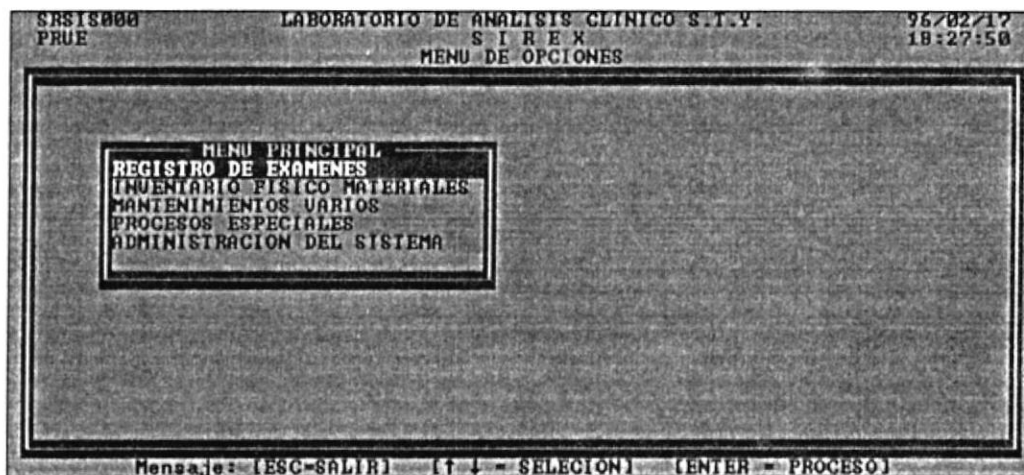 SRSIS000 LABORATORIO DE ANALISIS CLINICO S.T.Y. 96/02/17
PRUE S I R E X 18:27:50
MENU DE OPCIONES
MENU PRINCIPAL
REGISTRO DE EXAMENES
INVENTARIO FISICO MATERIALES
MANTENIMIENTOS VARIOS
PROCESOS ESPECIALES
ADMINISTRACION DEL SISTEMA
Mensaje: [ESC=SALIR] [↑ ↓ = SELECION] [ENTER = PROCESO]